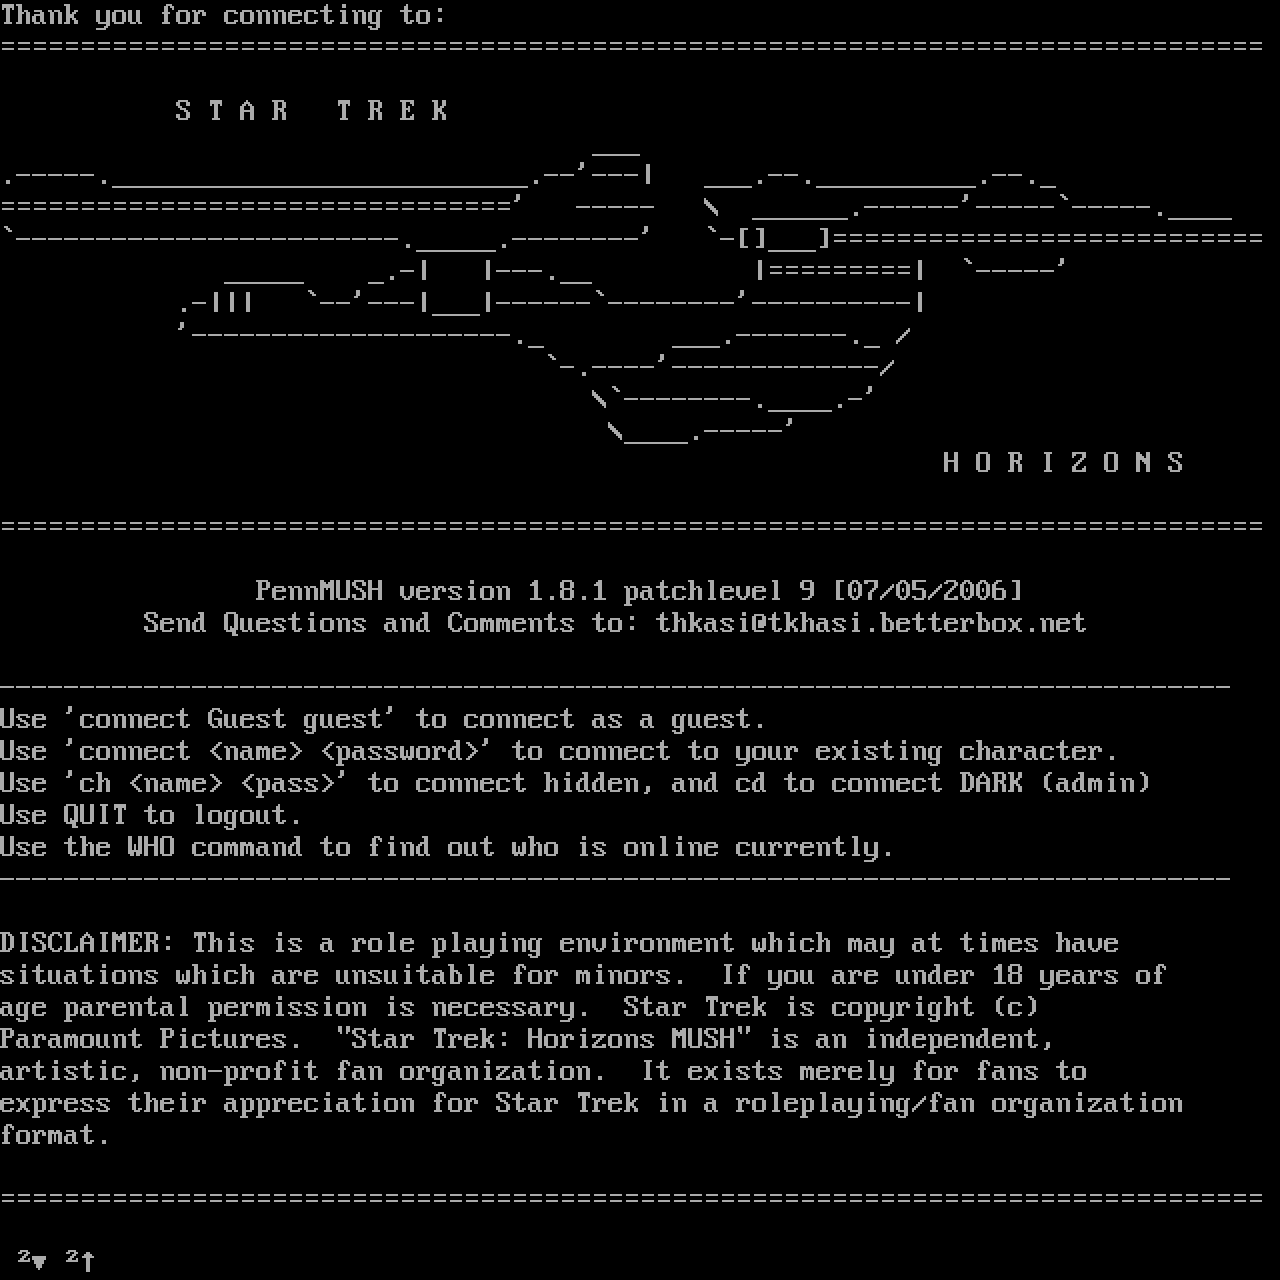 Thank you for connecting to:
S T A R   T R E K
H O R I Z O N S
PennMUSH version 1.8.1 patchlevel 9 [07/05/2006]
Send Questions and Comments to: thkasi@tkhasi.betterbox.net
Use 'connect Guest guest' to connect as a guest.
Use 'connect <name> <password>' to connect to your existing character.
Use 'ch <name> <pass>' to connect hidden, and cd to connect DARK (admin)
Use QUIT to logout.
Use the WHO command to find out who is online currently.
DISCLAIMER: This is a role playing environment which may at times have
situations which are unsuitable for minors.  If you are under 18 years of
age parental permission is necessary.  Star Trek is copyright (c)
Paramount Pictures.  "Star Trek: Horizons MUSH" is an independent,
artistic, non-profit fan organization.  It exists merely for fans to
express their appreciation for Star Trek in a roleplaying/fan organization
format.
²▼ ²↑